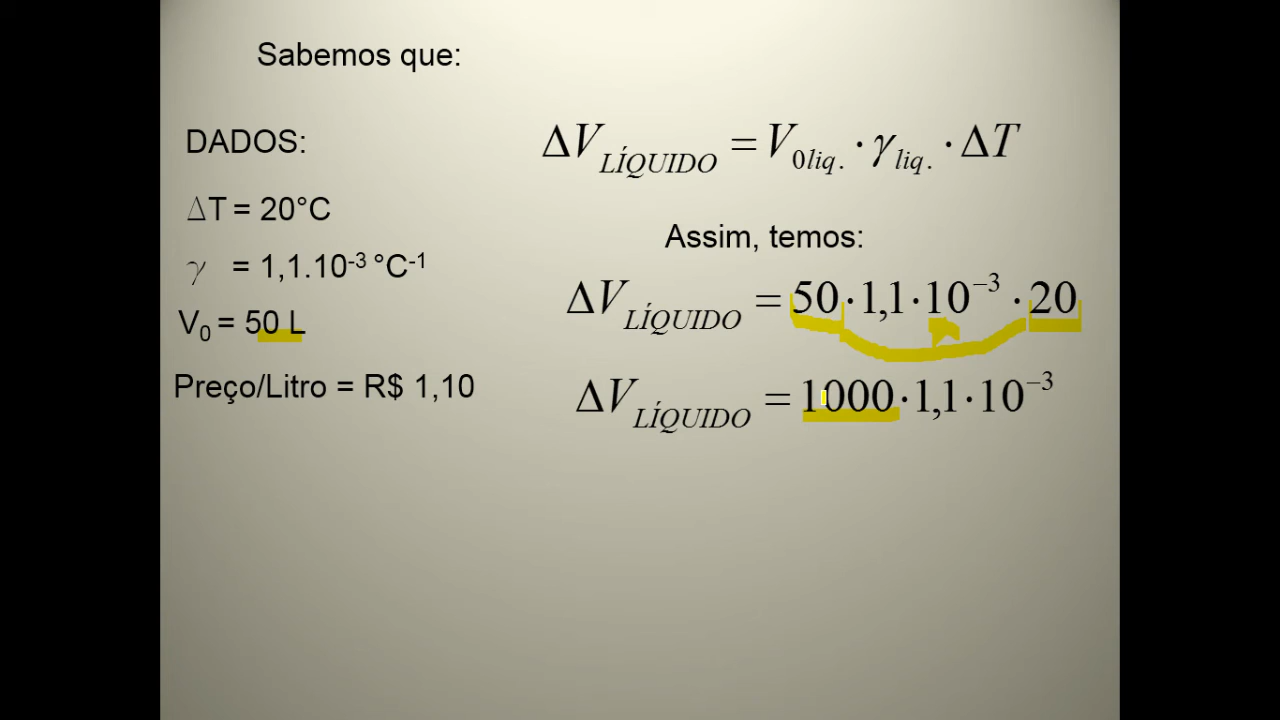 Sabemos que:
DADOS:
ΔT = 20°C
γ = 1,1.10⁻³ °C⁻¹
V₀ = 50 L
Preço/Litro = R$ 1,10
ΔV_LÍQUIDO = V_0liq. · γ_liq. · ΔT
Assim, temos:
ΔV_LÍQUIDO = 50 · 1,1 · 10⁻³ · 20
ΔV_LÍQUIDO = 1000 · 1,1 · 10⁻³